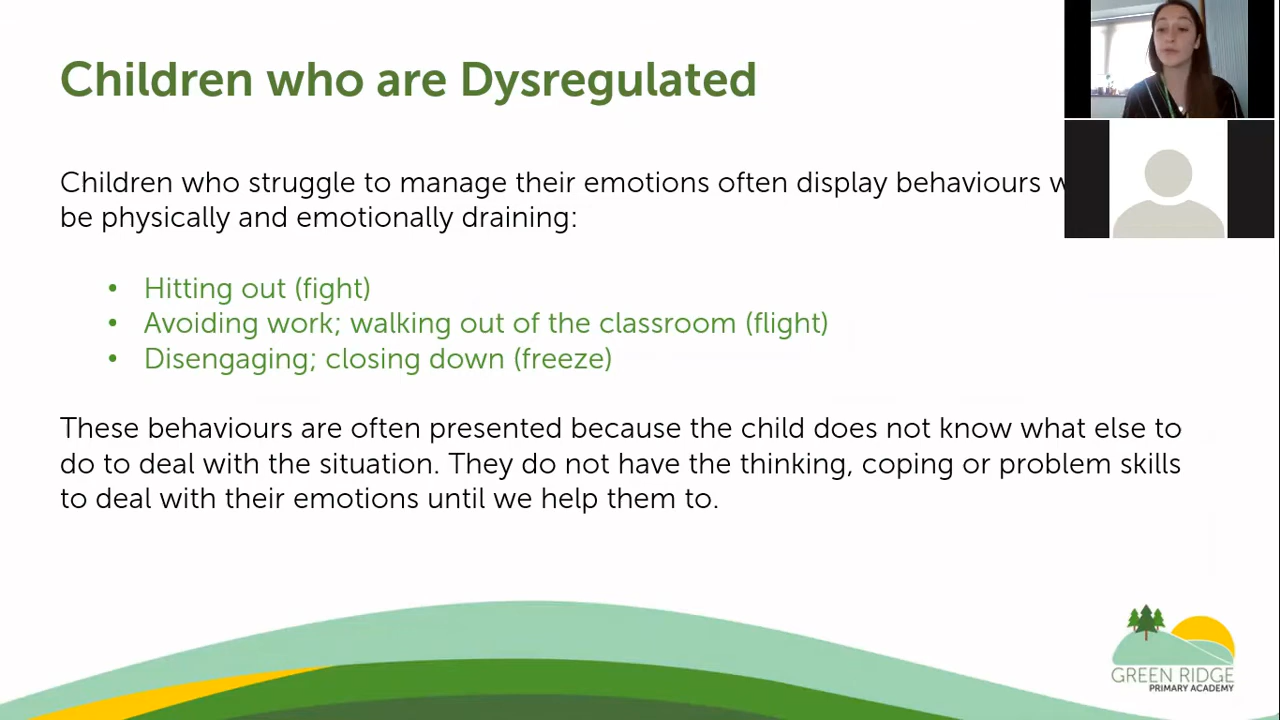 Children who are Dysregulated
Children who struggle to manage their emotions often display behaviours
be physically and emotionally draining:
• Hitting out (fight)
• Avoiding work; walking out of the classroom (flight)
• Disengaging; closing down (freeze)
These behaviours are often presented because the child does not know what else to
do to deal with the situation. They do not have the thinking, coping or problem skills
to deal with their emotions until we help them to.
GREEN RIDGE
PRIMARY ACADEMY